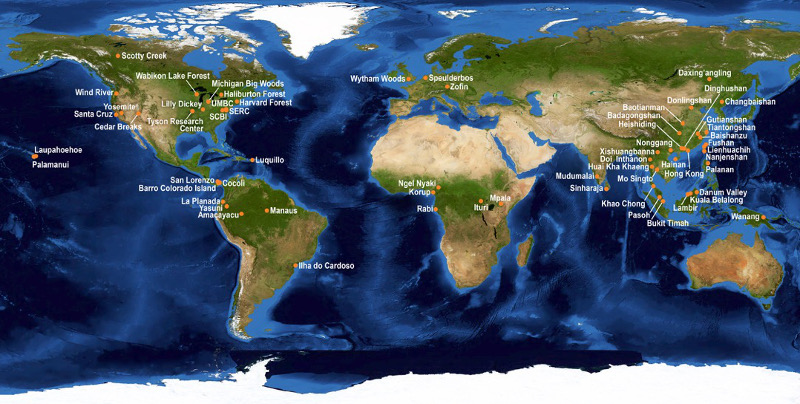 Scotty Creek
Wabikon Lake Forest
Michigan Big Woods
Wind River
Haliburton Forest
Yosemite
Lilly Dickey
UMBC
Harvard Forest
Santa Cruz
SERC
Tyson Research
Center
SCBI
Cedar Breaks
Laupahoehoe
Palamanui
Luquillo
San Lorenzo
Cocoli
Barro Colorado Island
La Planada
Yasuni
Amacayacu
Manaus
Ilha do Cardoso
Wytham Woods
Speulderbos
Zofin
Ngel Nyaki
Korup
Rabi
Ituri
Mpala
Daxing'angling
Dinghushan
Donlingshan
Changbaishan
Baotianman
Badagongshan
Heishiding
Gutianshan
Tiantongshan
Baishanzu
Fushan
Lienhuachih
Nanjenshan
Nonggang
Xishuangbanna
Doi Inthanon
Huai Kha Khaeng
Hainan
Hong Kong
Palanan
Mudumalai
Mo Singto
Sinharaja
Khao Chong
Pasoh
Bukit Timah
Danum Valley
Kuala Belalong
Lambir
Wanang